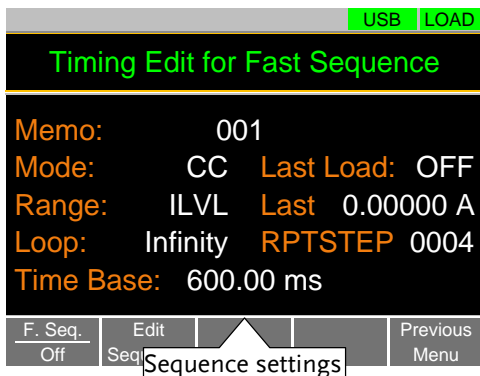 USB LOAD
Timing Edit for Fast Sequence
Memo: 001
Mode: CC Last Load: OFF
Range: ILVL Last 0.00000 A
Loop: Infinity RPTSTEP 0004
Time Base: 600.00 ms
F. Seq. Edit Previous
Off Seq Menu
Sequence settings